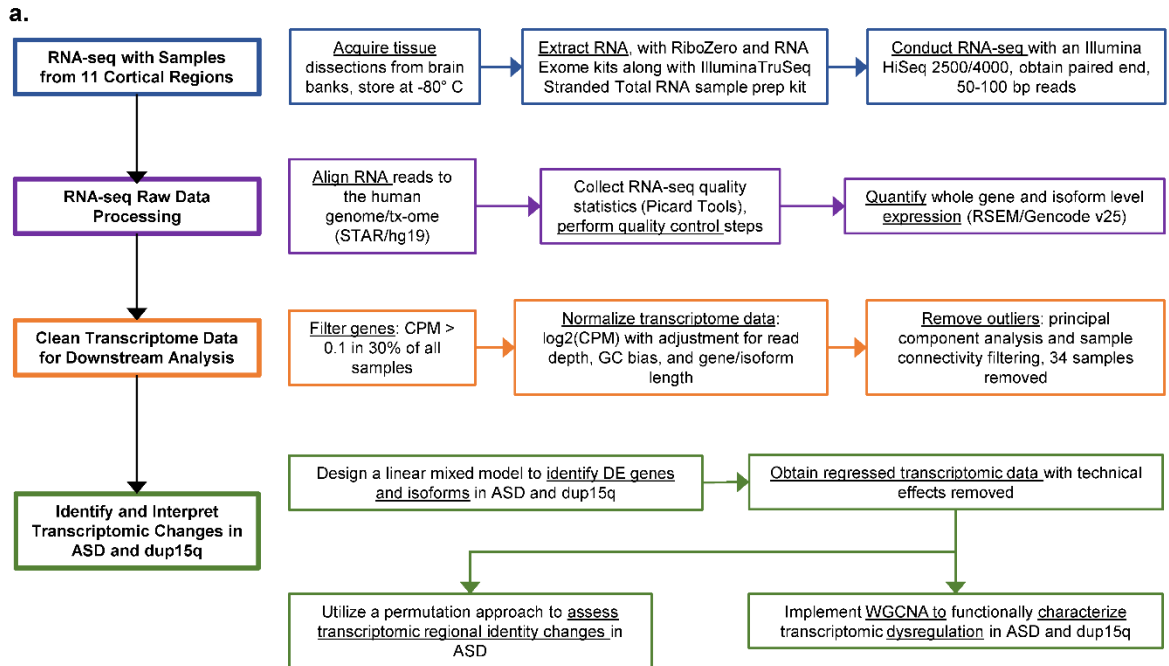 a.
RNA-seq with Samples
from 11 Cortical Regions
Acquire tissue
dissections from brain
banks, store at -80° C
Extract RNA, with RiboZero and RNA
Exome kits along with IlluminaTruSeq
Stranded Total RNA sample prep kit
Conduct RNA-seq with an Illumina
HiSeq 2500/4000, obtain paired end,
50-100 bp reads
RNA-seq Raw Data
Processing
Align RNA reads to
the human
genome/tx-ome
(STAR/hg19)
Collect RNA-seq quality
statistics (Picard Tools),
perform quality control steps
Quantify whole gene and isoform level
expression (RSEM/Gencode v25)
Clean Transcriptome Data
for Downstream Analysis
Filter genes: CPM >
0.1 in 30% of all
samples
Normalize transcriptome data:
log2(CPM) with adjustment for read
depth, GC bias, and gene/isoform
length
Remove outliers: principal
component analysis and sample
connectivity filtering, 34 samples
removed
Identify and Interpret
Transcriptomic Changes in
ASD and dup15q
Design a linear mixed model to identify DE genes
and isoforms in ASD and dup15q
Obtain regressed transcriptomic data with technical
effects removed
Utilize a permutation approach to assess
transcriptomic regional identity changes in
ASD
Implement WGCNA to functionally characterize
transcriptomic dysregulation in ASD and dup15q